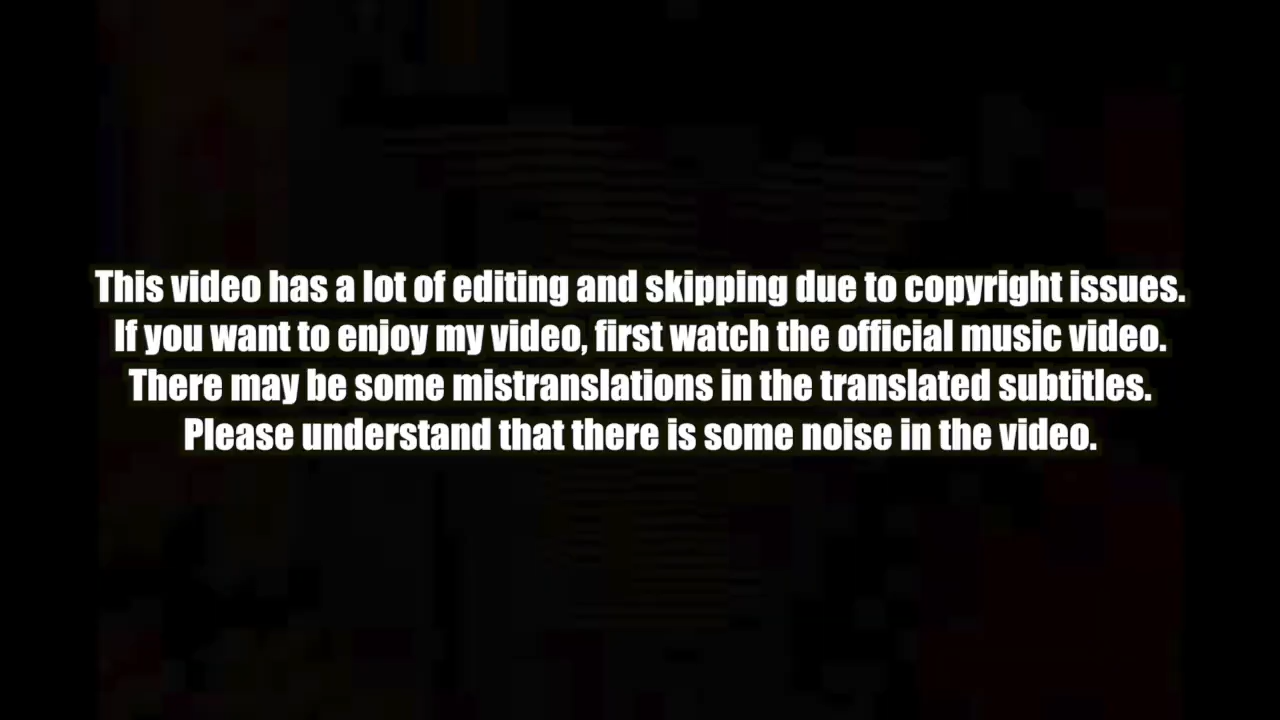 This video has a lot of editing and skipping due to copyright issues.
If you want to enjoy my video, first watch the official music video.
There may be some mistranslations in the translated subtitles.
Please understand that there is some noise in the video.